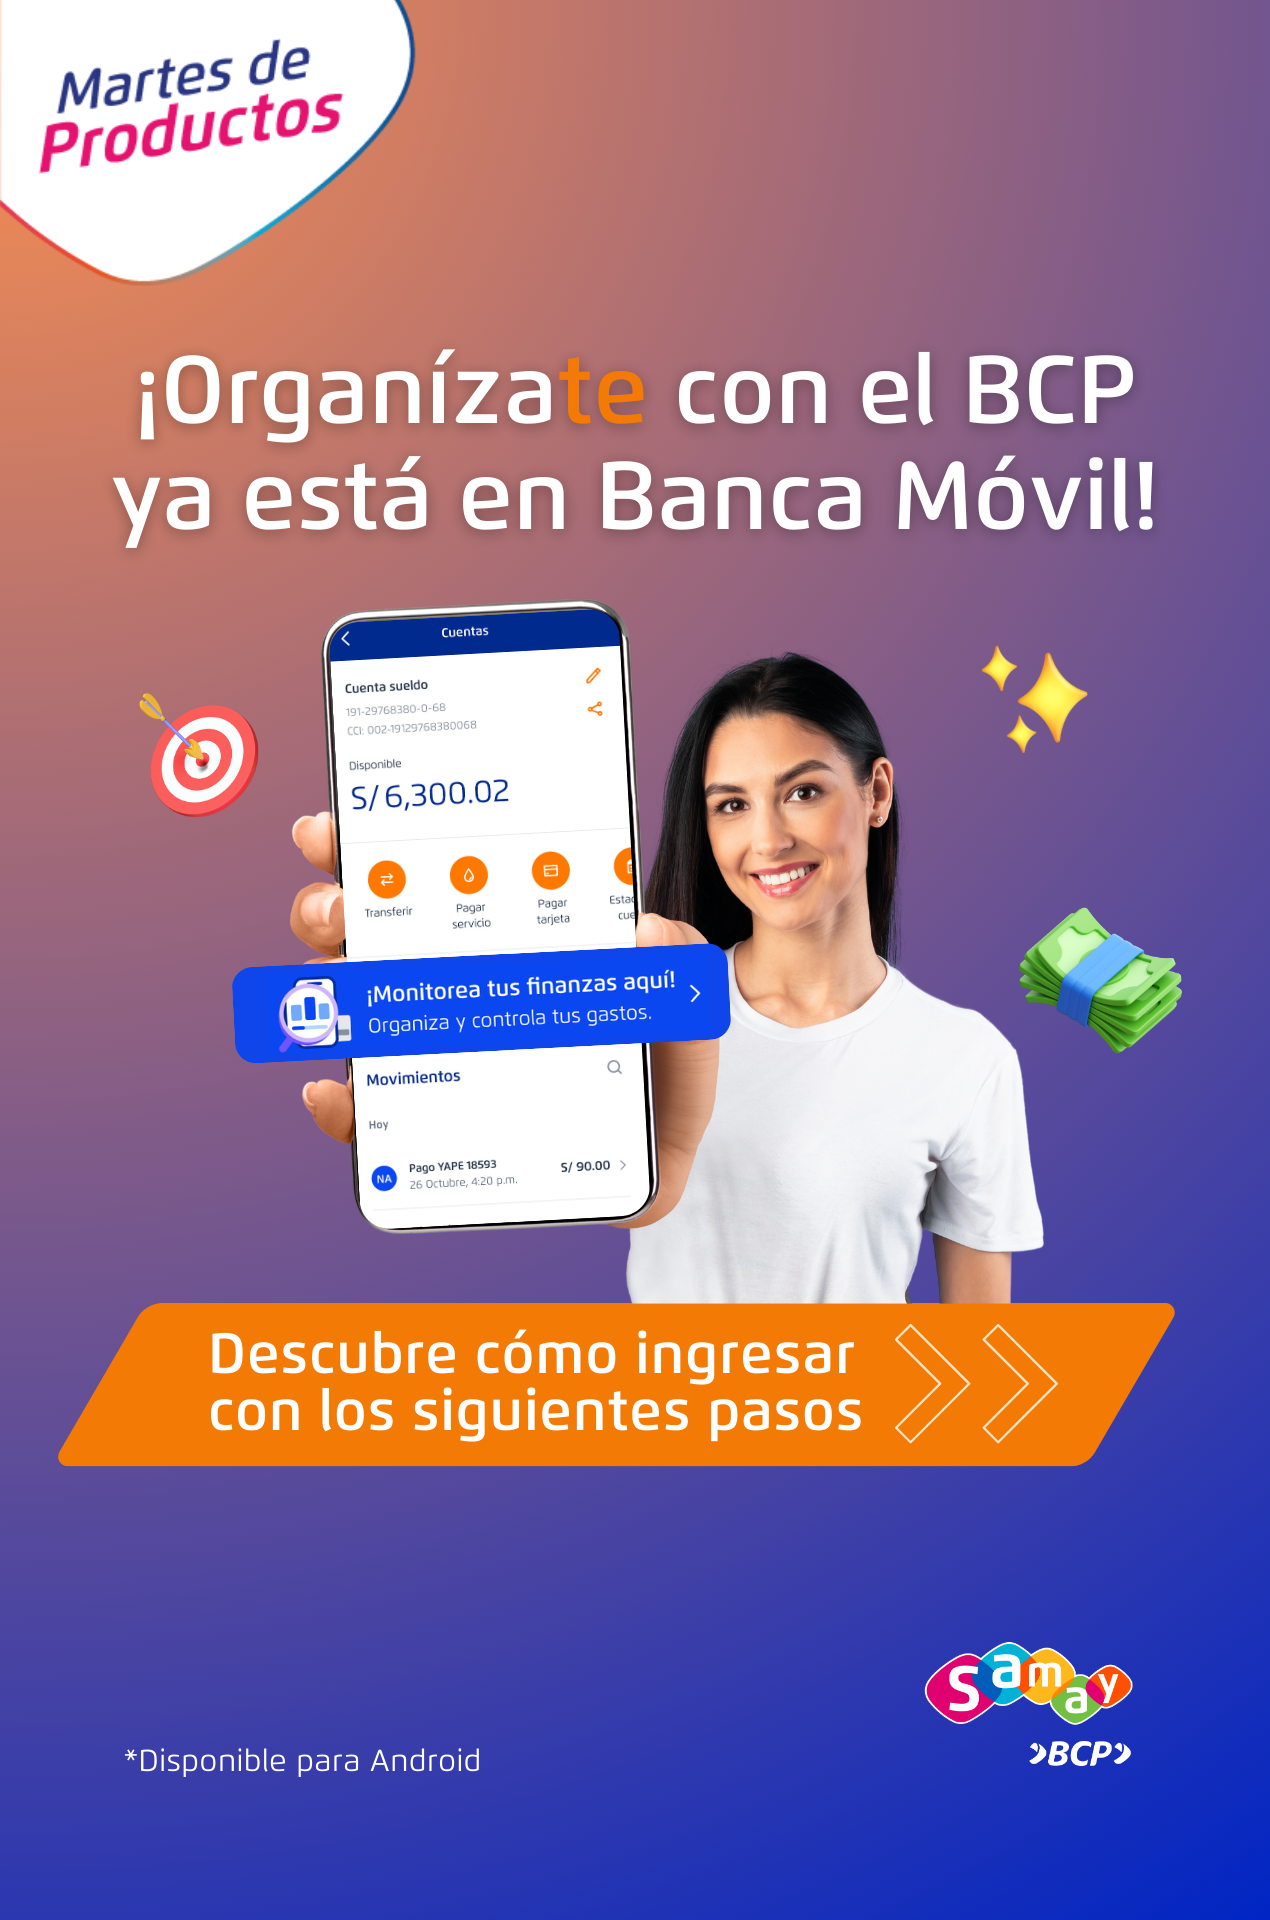 Martes de
Productos
¡Organízate con el BCP
ya está en Banca Móvil!
Cuentas
Cuenta sueldo
191-29768380-0-68
CCI: 002-19129768380068
Disponible
S/ 6,300.02
Transferir
Pagar
servicio
Pagar
tarjeta
Estad
cue
¡Monitorea tus finanzas aquí!
Organiza y controla tus gastos.
Movimientos
Hoy
NA
Pago YAPE 18593
26 Octubre, 4:20 p.m.
S/ 90.00
Descubre cómo ingresar
con los siguientes pasos
*Disponible para Android
Samay
BCP